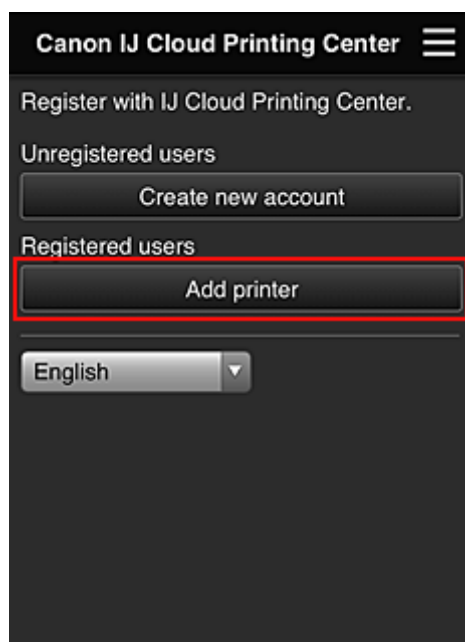 Canon IJ Cloud Printing Center
Register with IJ Cloud Printing Center.
Unregistered users
Create new account
Registered users
Add printer
English